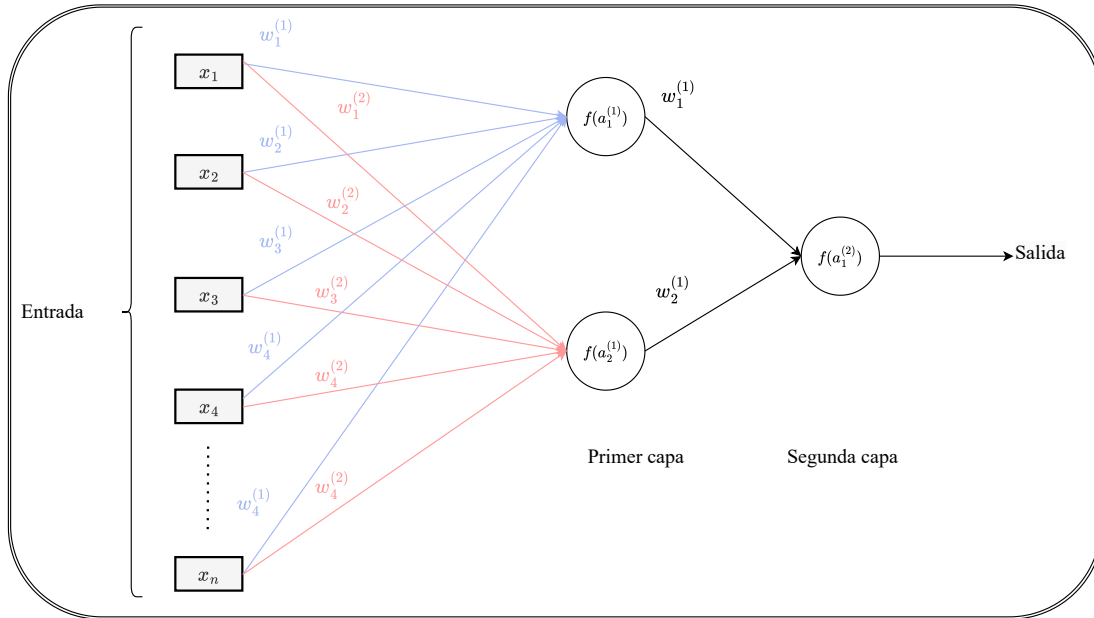 w_1^{(1)}
x_1
w_1^{(2)}
w_1^{(1)}
f(a_1^{(1)})
w_2^{(1)}
x_2
w_2^{(2)}
w_3^{(1)}
f(a_1^{(2)})
Salida
Entrada
x_3
w_3^{(2)}
w_2^{(1)}
w_4^{(1)}
f(a_2^{(1)})
w_4^{(2)}
x_4
Primer capa
Segunda capa
w_4^{(1)}
w_4^{(2)}
x_n